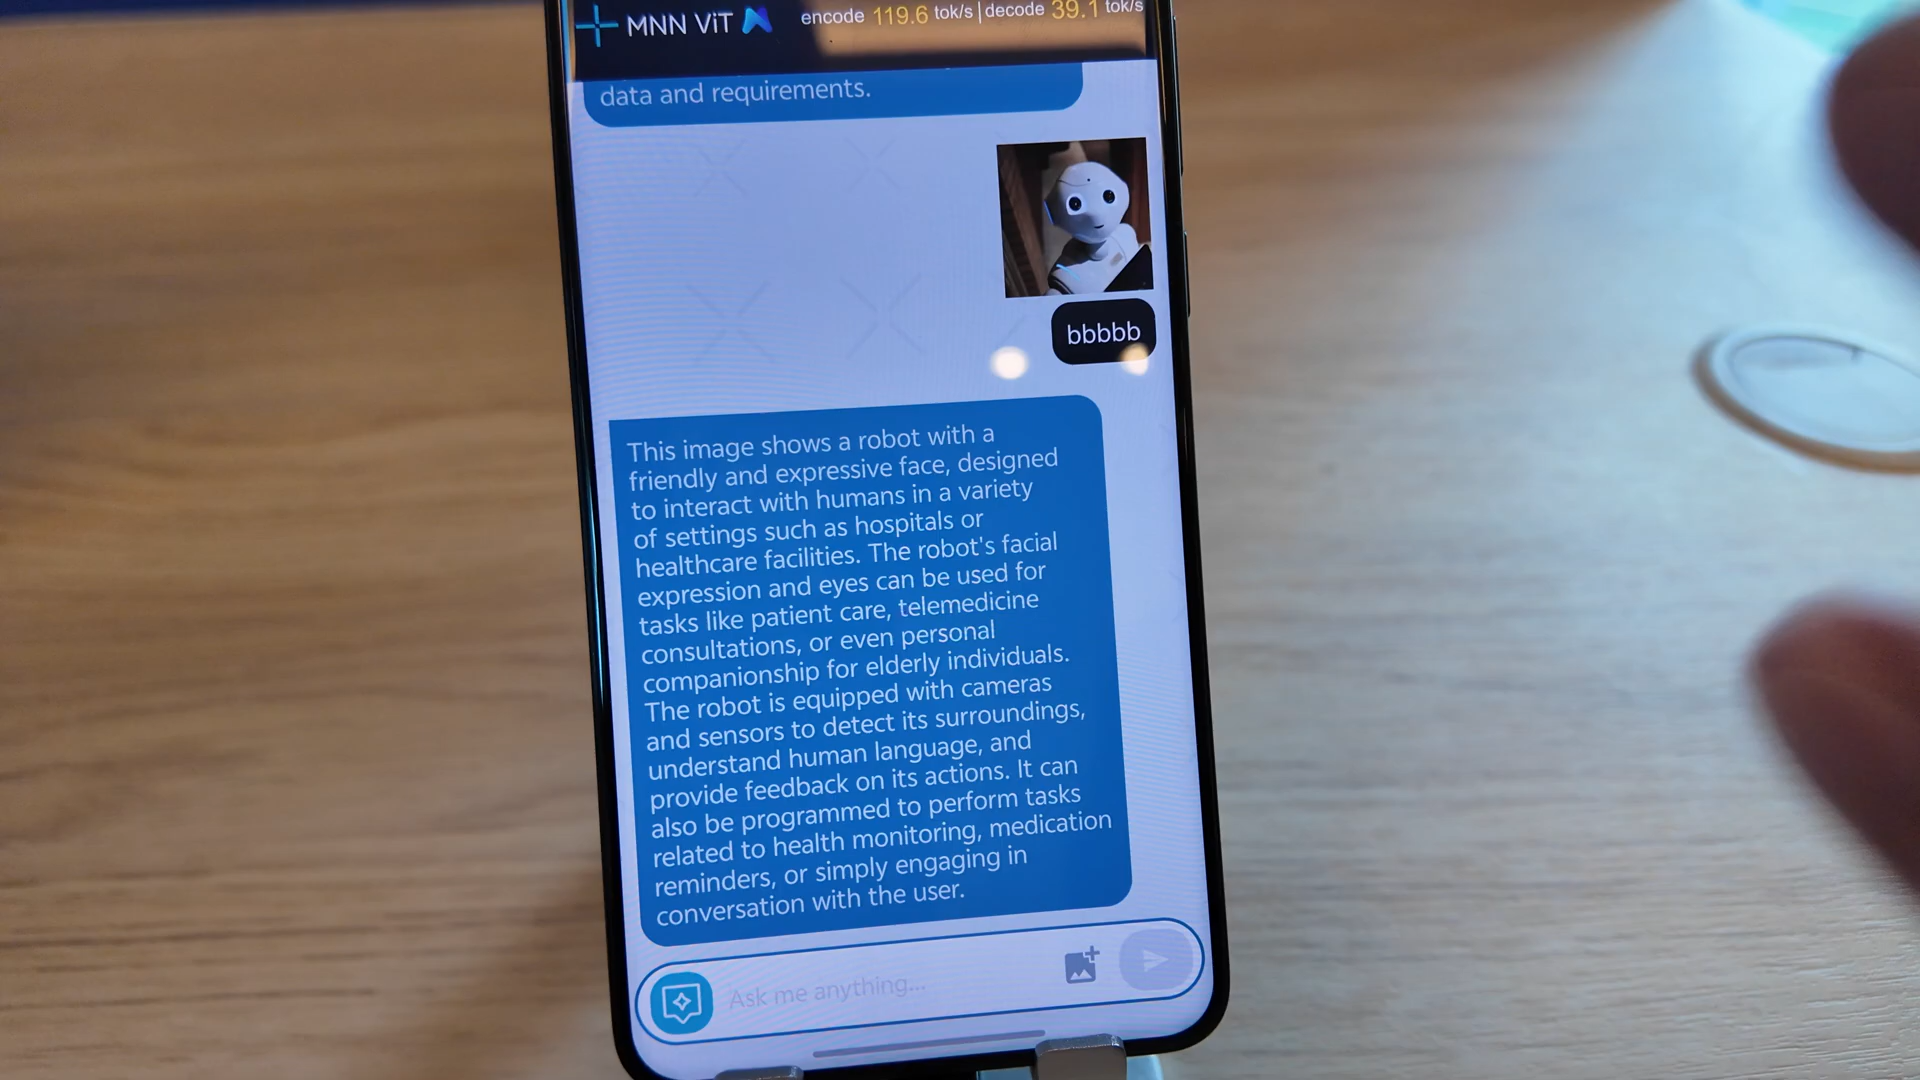 MNN ViT encode 119.6 tok/s | decode 39.1 tok/s
data and requirements.
bbbbb
This image shows a robot with a
friendly and expressive face, designed
to interact with humans in a variety
of settings such as hospitals or
healthcare facilities. The robot's facial
expression and eyes can be used for
tasks like patient care, telemedicine
consultations, or even personal
companionship for elderly individuals.
The robot is equipped with cameras
and sensors to detect its surroundings,
understand human language, and
provide feedback on its actions. It can
also be programmed to perform tasks
related to health monitoring, medication
reminders, or simply engaging in
conversation with the user.
Ask me anything...